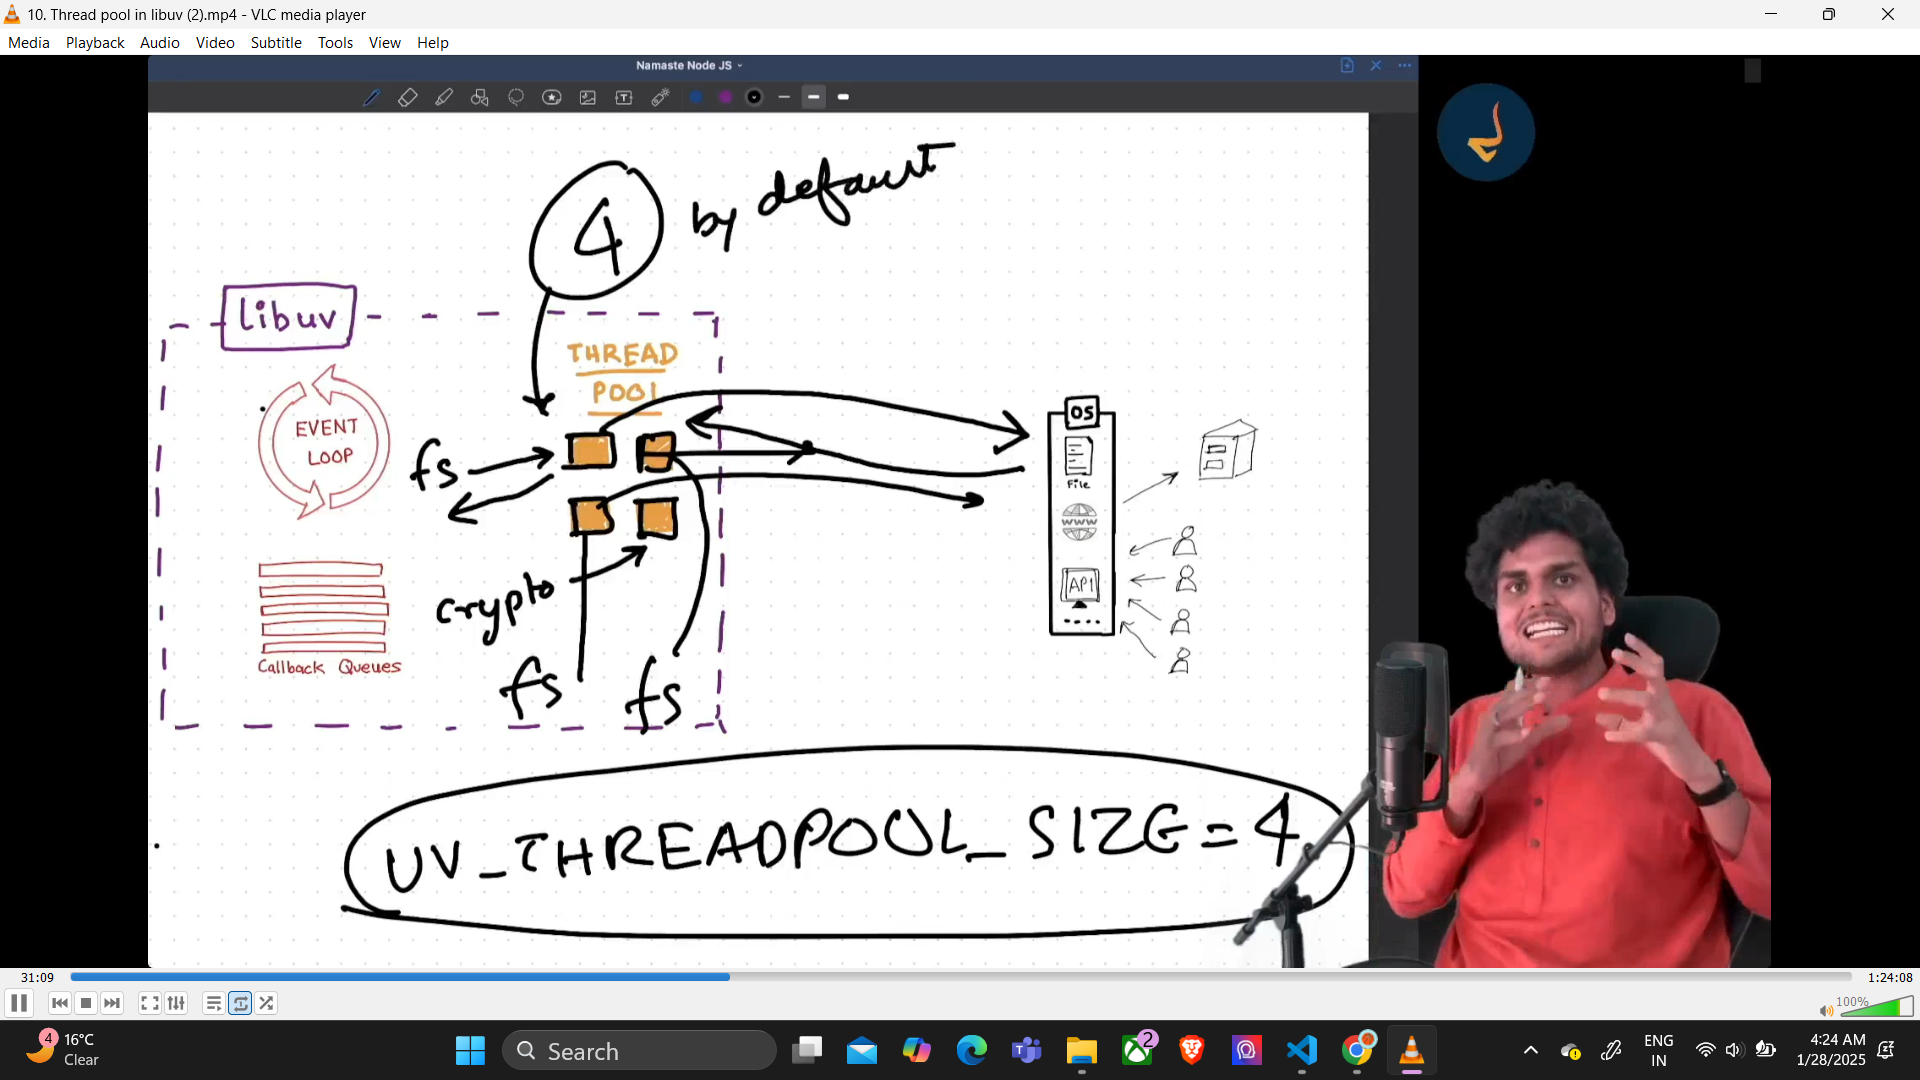 10. Thread pool in libuv (2).mp4 - VLC media player
Media Playback Audio Video Subtitle Tools View Help
Namaste Node JS
4 by default
libuv
THREAD
POOL
EVENT
LOOP
fs
crypto
fs fs
Callback Queues
OS
File
WWW
API
UV_THREADPOOL_SIZE = 4
31:09 1:24:08
100%
4
16°C
Clear
Search
2
ENG
IN
4:24 AM
1/28/2025